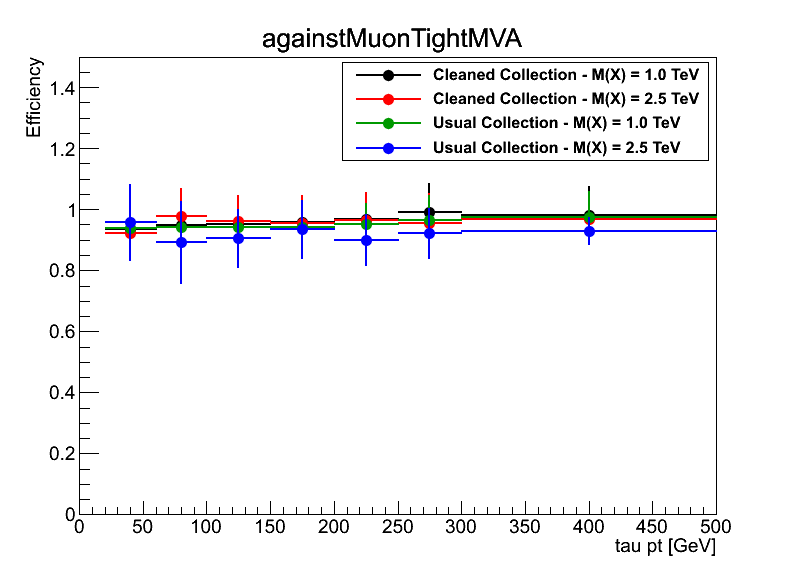 againstMuonTightMVA
Efficiency
Cleaned Collection - M(X) = 1.0 TeV
Cleaned Collection - M(X) = 2.5 TeV
Usual Collection - M(X) = 1.0 TeV
Usual Collection - M(X) = 2.5 TeV
1.4
1.2
1
0.8
0.6
0.4
0.2
0
0 50 100 150 200 250 300 350 400 450 500
tau pt [GeV]